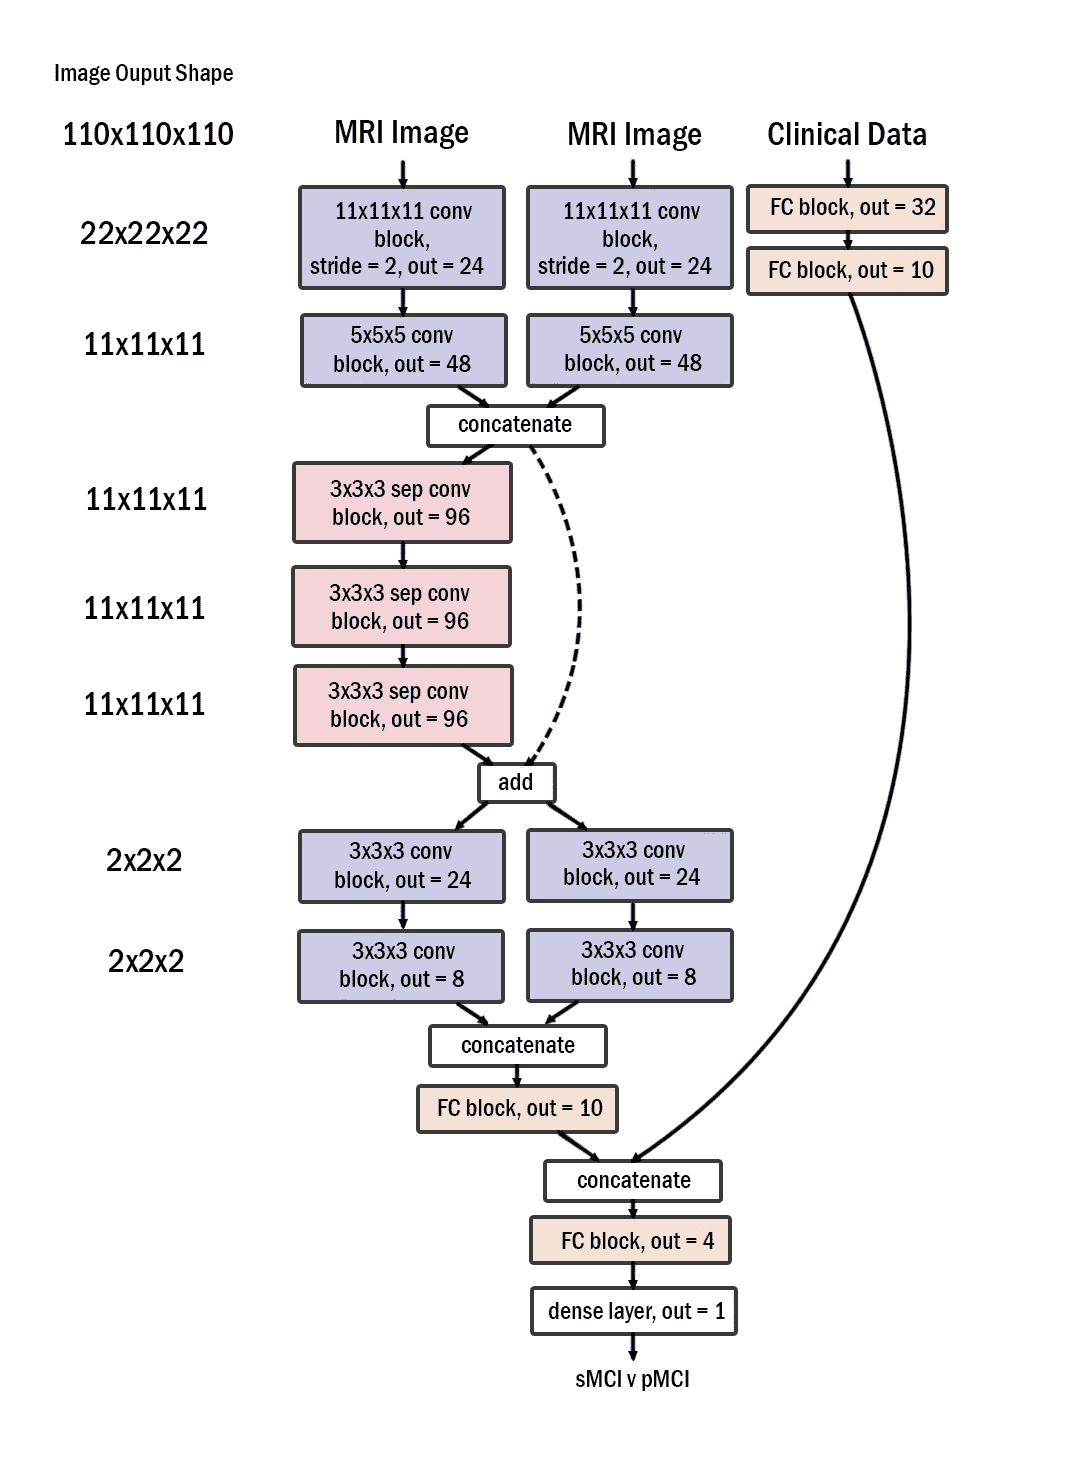 Image Ouput Shape
110x110x110
MRI Image
MRI Image
Clinical Data
22x22x22
11x11x11 conv
block,
stride = 2, out = 24
11x11x11 conv
block,
stride = 2, out = 24
FC block, out = 32
FC block, out = 10
11x11x11
5x5x5 conv
block, out = 48
5x5x5 conv
block, out = 48
concatenate
11x11x11
3x3x3 sep conv
block, out = 96
11x11x11
3x3x3 sep conv
block, out = 96
11x11x11
3x3x3 sep conv
block, out = 96
add
2x2x2
3x3x3 conv
block, out = 24
3x3x3 conv
block, out = 24
2x2x2
3x3x3 conv
block, out = 8
3x3x3 conv
block, out = 8
concatenate
FC block, out = 10
concatenate
FC block, out = 4
dense layer, out = 1
sMCI v pMCI